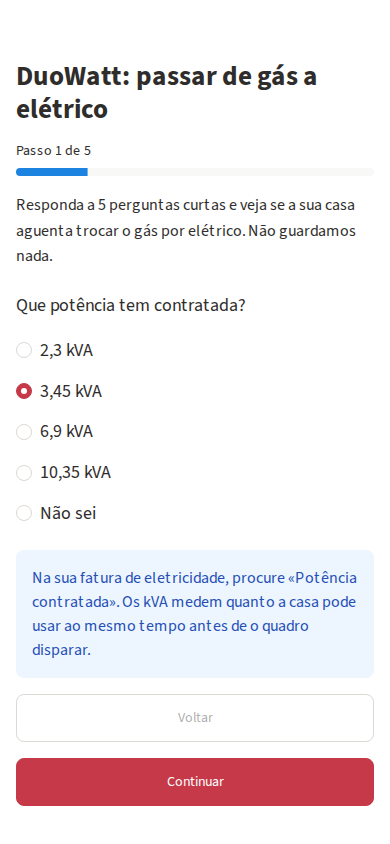 DuoWatt: passar de gás a
elétrico
Passo 1 de 5
Responda a 5 perguntas curtas e veja se a sua casa
aguenta trocar o gás por elétrico. Não guardamos
nada.
Que potência tem contratada?
2,3 kVA
3,45 kVA
6,9 kVA
10,35 kVA
Não sei
Na sua fatura de eletricidade, procure «Potência
contratada». Os kVA medem quanto a casa pode
usar ao mesmo tempo antes de o quadro
disparar.
Voltar
Continuar